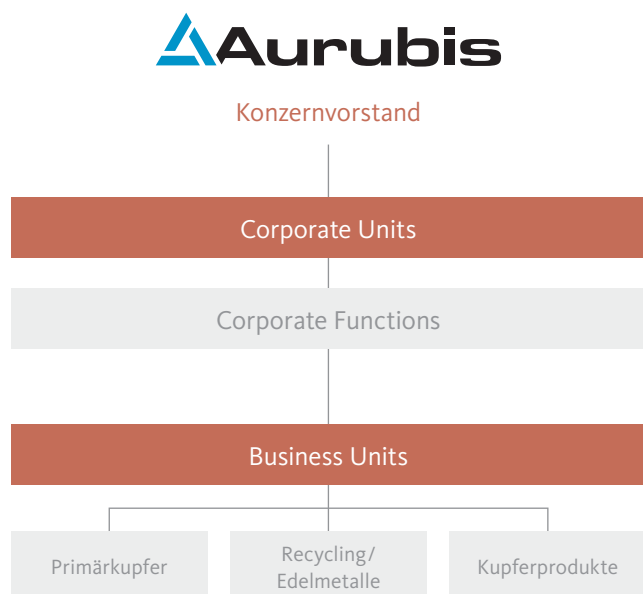 Aurubis
Konzernvorstand
Corporate Units
Corporate Functions
Business Units
Primärkupfer
Recycling/
Edelmetalle
Kupferprodukte